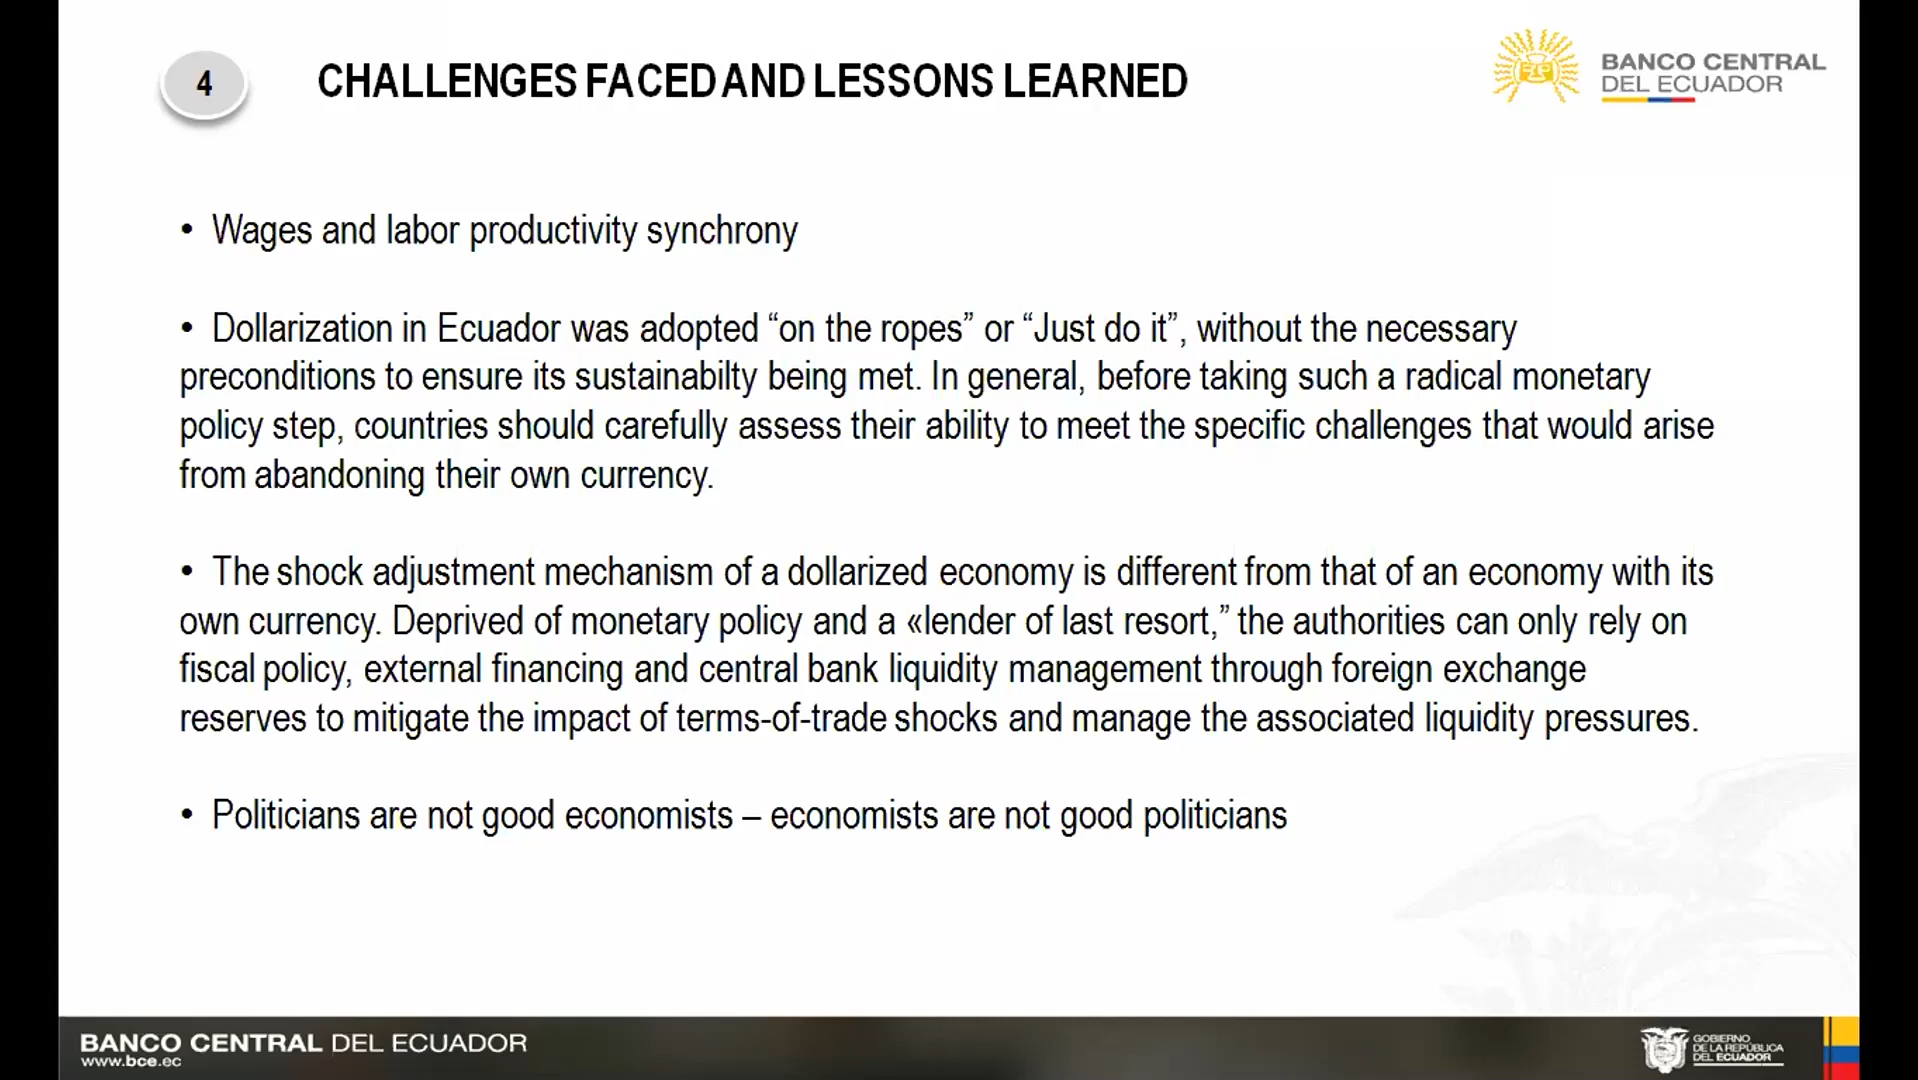 4
CHALLENGES FACED AND LESSONS LEARNED
BANCO CENTRAL
DEL ECUADOR
• Wages and labor productivity synchrony
• Dollarization in Ecuador was adopted “on the ropes” or “Just do it”, without the necessary
preconditions to ensure its sustainabilty being met. In general, before taking such a radical monetary
policy step, countries should carefully assess their ability to meet the specific challenges that would arise
from abandoning their own currency.
• The shock adjustment mechanism of a dollarized economy is different from that of an economy with its
own currency. Deprived of monetary policy and a «lender of last resort,” the authorities can only rely on
fiscal policy, external financing and central bank liquidity management through foreign exchange
reserves to mitigate the impact of terms-of-trade shocks and manage the associated liquidity pressures.
• Politicians are not good economists – economists are not good politicians
BANCO CENTRAL DEL ECUADOR
www.bce.ec
GOBIERNO
DE LA REPÚBLICA
DEL ECUADOR